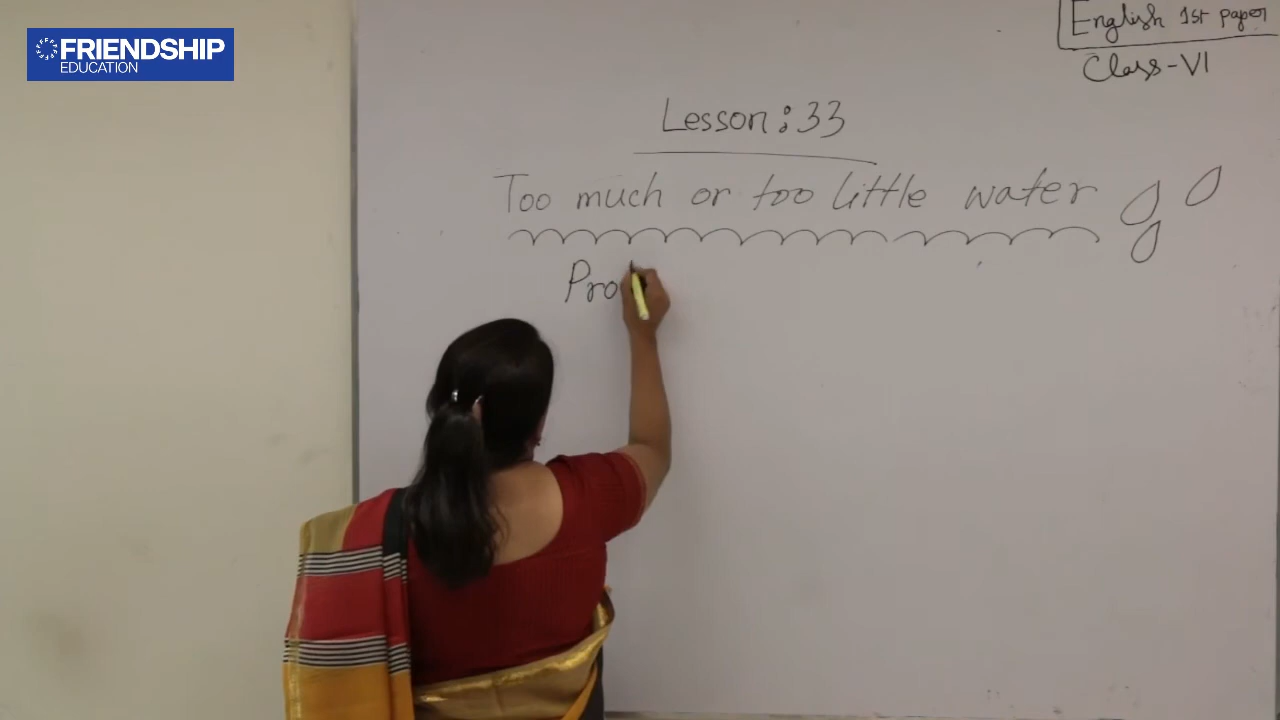 FRIENDSHIP
EDUCATION
English 1st paper
Class-VI
Lesson: 33
Too much or too little water
Pro